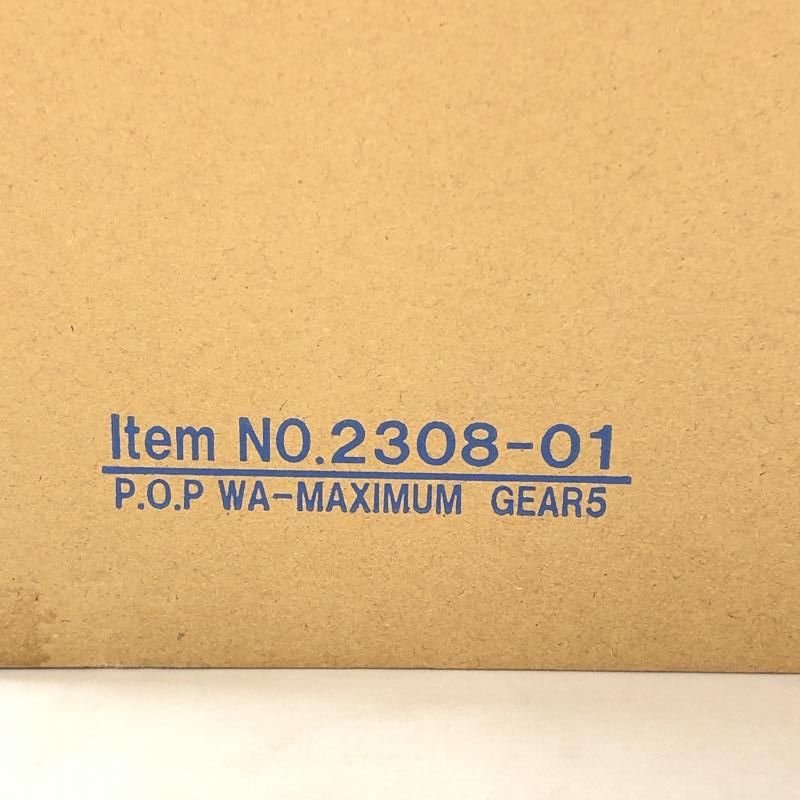 Item NO.2308-01
P.O.P WA-MAXIMUM GEAR5